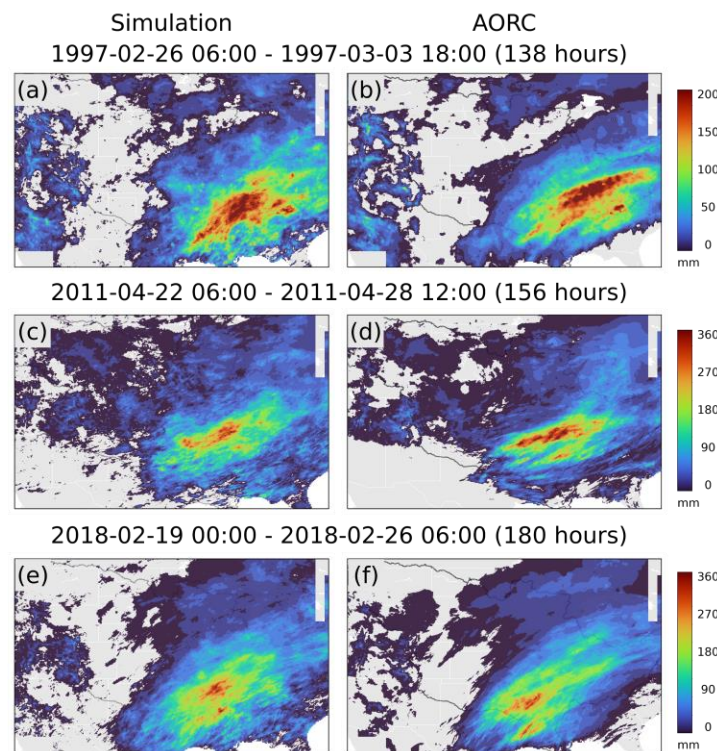 Simulation AORC
1997-02-26 06:00 - 1997-03-03 18:00 (138 hours)
(a) (b)
200
150
100
50
0
mm
2011-04-22 06:00 - 2011-04-28 12:00 (156 hours)
(c) (d)
360
270
180
90
0
mm
2018-02-19 00:00 - 2018-02-26 06:00 (180 hours)
(e) (f)
360
270
180
90
0
mm